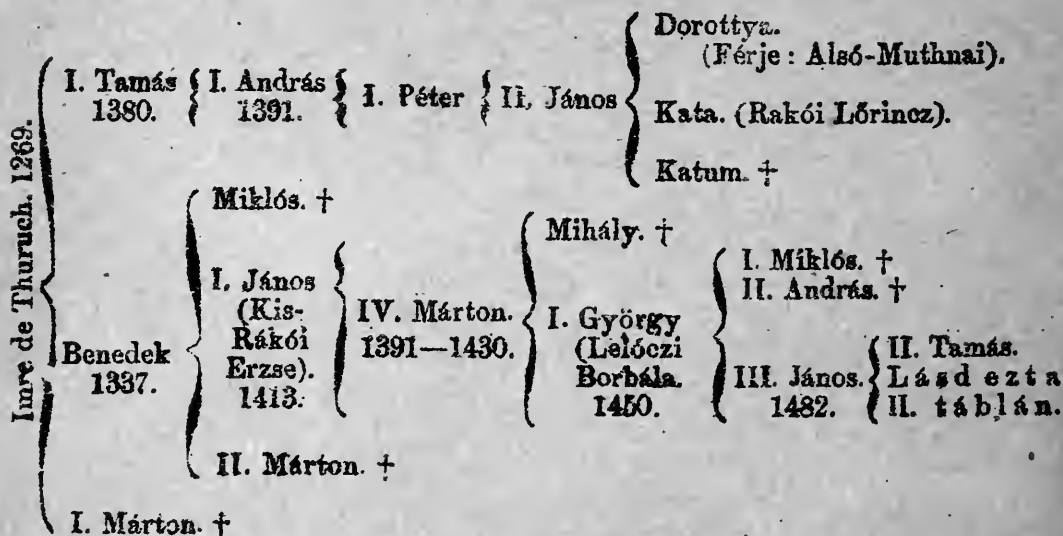 Imre de Thuruch. 1269.
I. Tamás
1380.
I. András
1391.
I. Péter
II. János
Dorottya.
(Férje: Alsó-Muthnai).
Kata. (Rakói Lőrincz).
Katum. †
Benedek
1337.
Miklós. †
I. János
(Kis-
Rákói
Erzse).
1413.
IV. Márton.
1391—1430.
Mihály. †
I. György
(Lelóczi
Borbála.
1450.
I. Miklós. †
II. András. †
III. János.
1482.
II. Tamás.
Lásd ezt a
II. táblán.
II. Márton. †
I. Márton. †